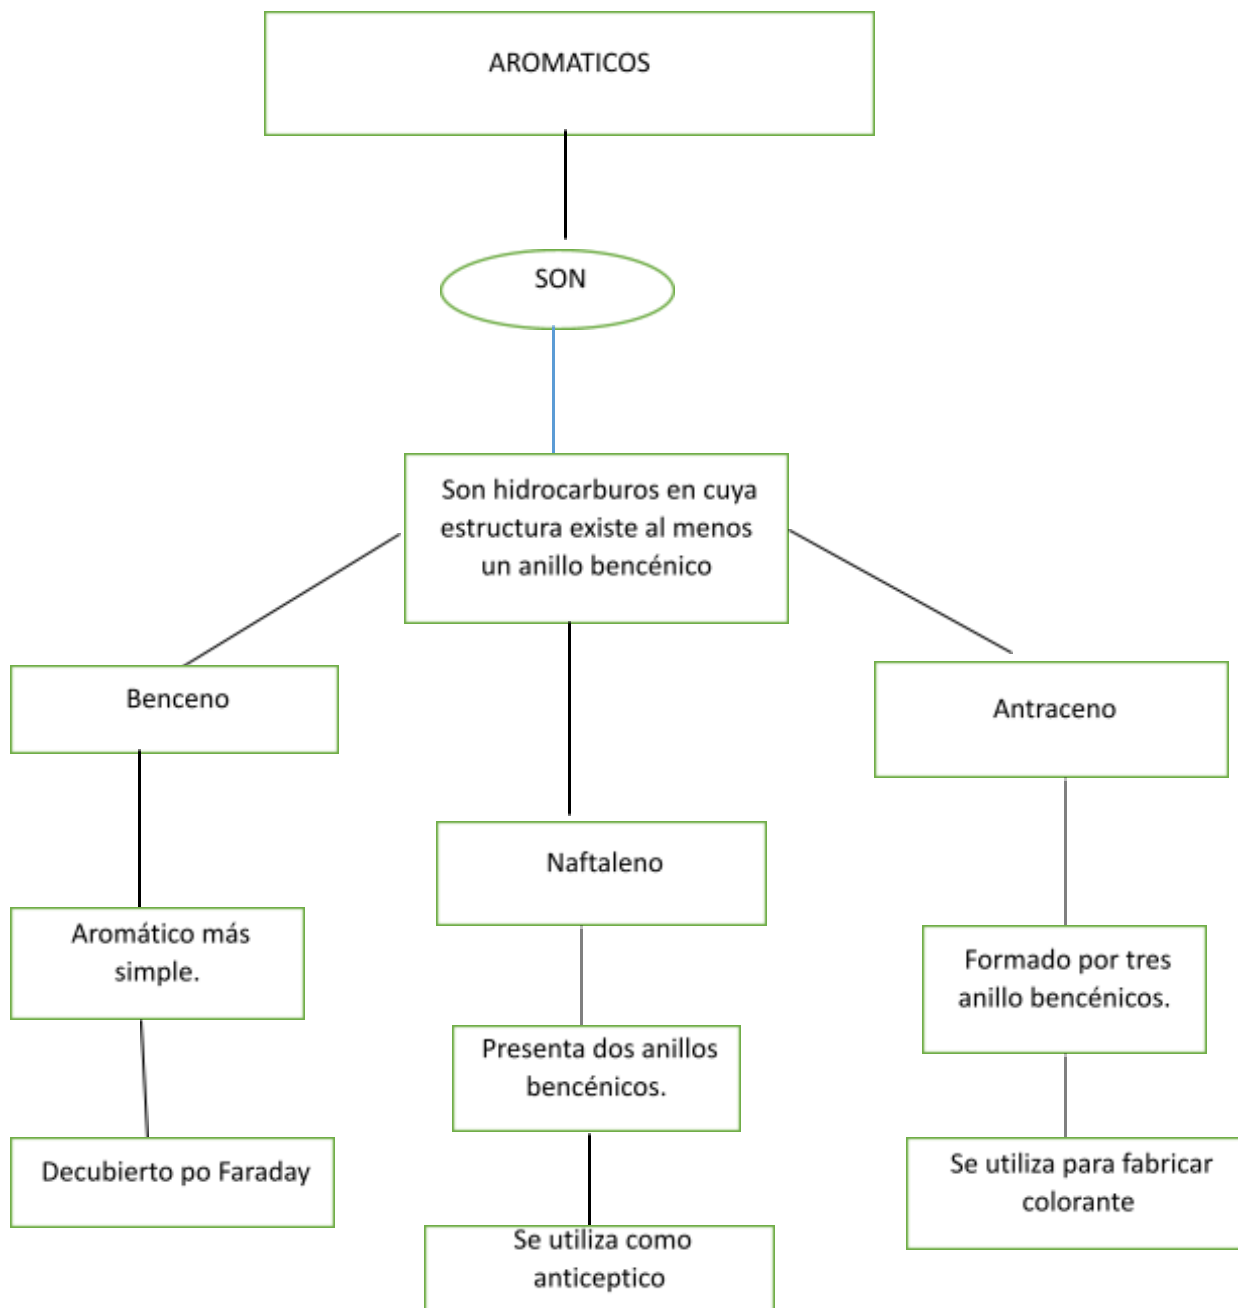 AROMATICOS
SON
Son hidrocarburos en cuya
estructura existe al menos
un anillo bencénico
Benceno
Aromático más
simple.
Decubierto po Faraday
Naftaleno
Presenta dos anillos
bencénicos.
Se utiliza como
anticeptico
Antraceno
Formado por tres
anillo bencénicos.
Se utiliza para fabricar
colorante